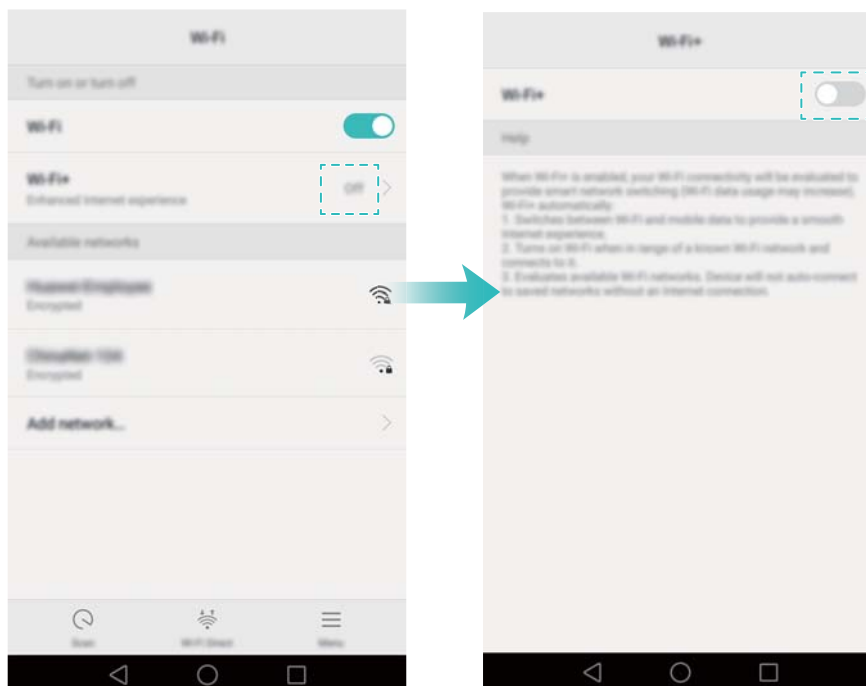 Wi-Fi
Turn on or turn off
Wi-Fi
Wi-Fi+
Enhanced Internet experience
Off
Available networks
Huawei-Employee
Encrypted
Encrypted
Add network...
Scan
Wi-Fi Direct
Menu
Wi-Fi+
Wi-Fi+
Help
When Wi-Fi+ is enabled, your Wi-Fi connectivity will be evaluated to
provide smart network switching (Wi-Fi data usage may increase).
Wi-Fi+ automatically:
1. Switches between Wi-Fi and mobile data to provide a smooth
Internet experience.
2. Turns on Wi-Fi when in range of a known Wi-Fi network and
connects to it.
3. Evaluates available Wi-Fi networks. Device will not auto-connect
to saved networks without an Internet connection.